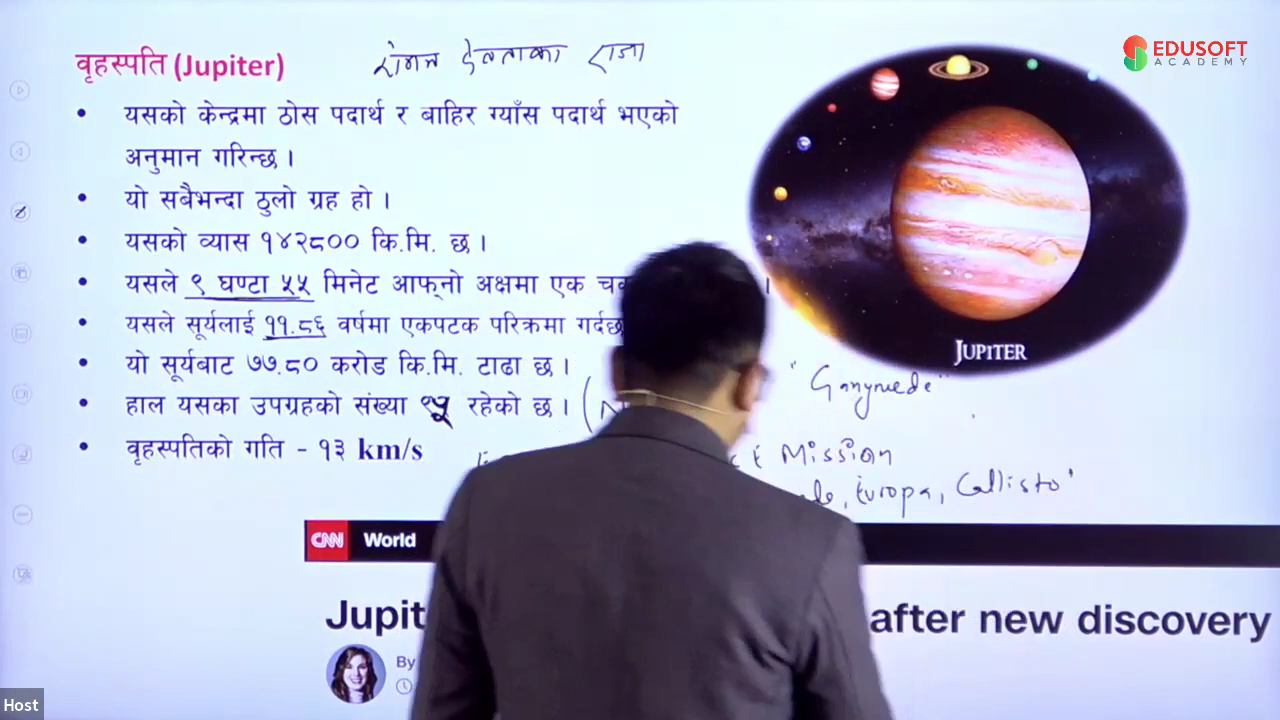 वृहस्पति (Jupiter)
रोमन देवताका राजा
EDUSOFT
ACADEMY
• यसको केन्द्रमा ठोस पदार्थ र बाहिर ग्याँस पदार्थ भएको
अनुमान गरिन्छ ।
• यो सबैभन्दा ठुलो ग्रह हो ।
• यसको व्यास १४२८०० कि.मि. छ ।
• यसले ९ घण्टा ५५ मिनेट आफ्नो अक्षमा एक ।
• यसले सूर्यलाई ११.८६ वर्षमा एकपटक परिक्रमा गर्दछ
• यो सूर्यबाट ७७.८० करोड कि.मि. टाढा छ ।
• हाल यसका उपग्रहको संख्या ९५ रहेको छ । (
• वृहस्पतिको गति - १३ km/s
JUPITER
"Ganymede"
Mission
, Europa, Callisto'
CNN World
after new discovery
By
Host